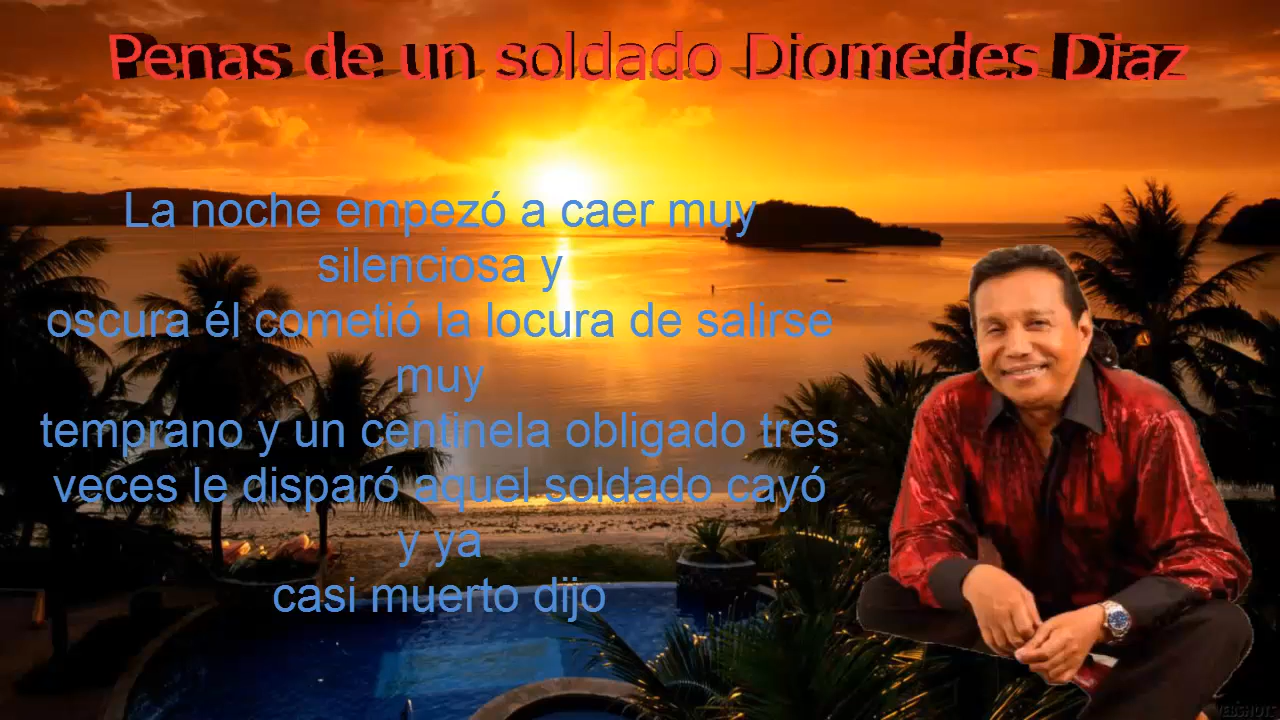 Penas de un soldado Diomedes Diaz
La noche empezó a caer muy
silenciosa y
oscura él cometió la locura de salirse
muy
temprano y un centinela obligado tres
veces le disparó aquel soldado cayó
y ya
casi muerto dijo
WEBSHOTS